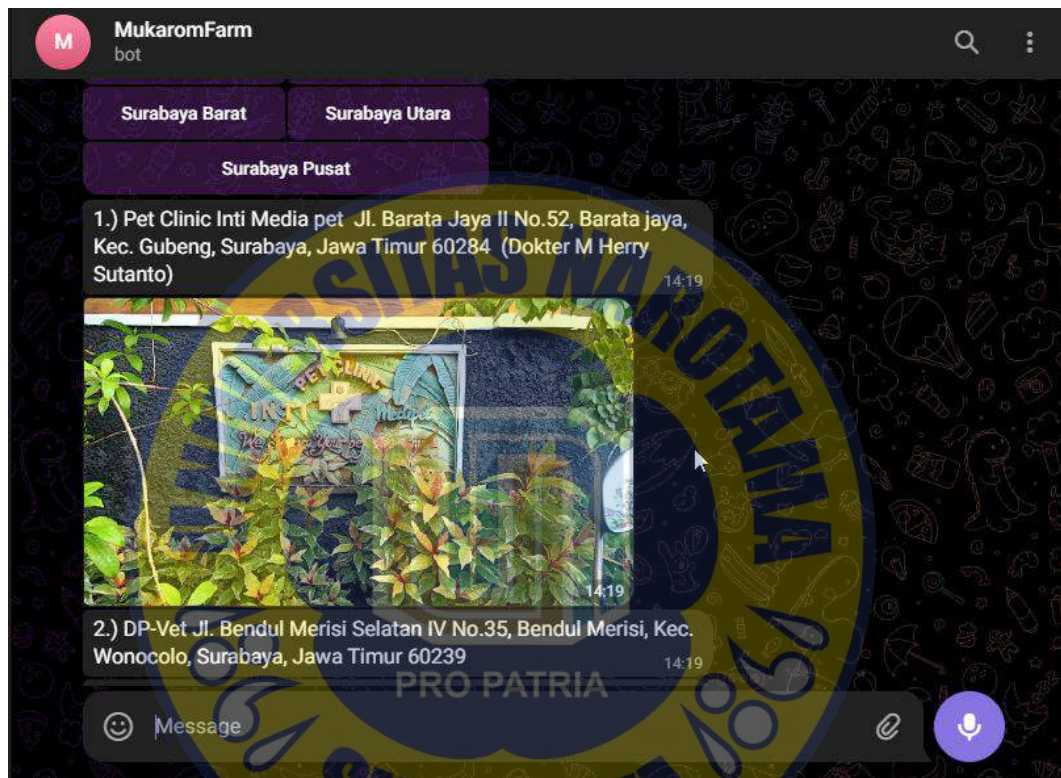 M
MukaromFarm
bot
Surabaya Barat
Surabaya Utara
Surabaya Pusat
1.) Pet Clinic Inti Media pet Jl. Barata Jaya II No.52, Barata jaya,
Kec. Gubeng, Surabaya, Jawa Timur 60284 (Dokter M Herry
Sutanto)
14:19
PET CLINIC
INTI
Medipet
14:19
2.) DP-Vet Jl. Bendul Merisi Selatan IV No.35, Bendul Merisi, Kec.
Wonocolo, Surabaya, Jawa Timur 60239
14:19
PRO PATRIA
Message
SITAS NAROTAMA